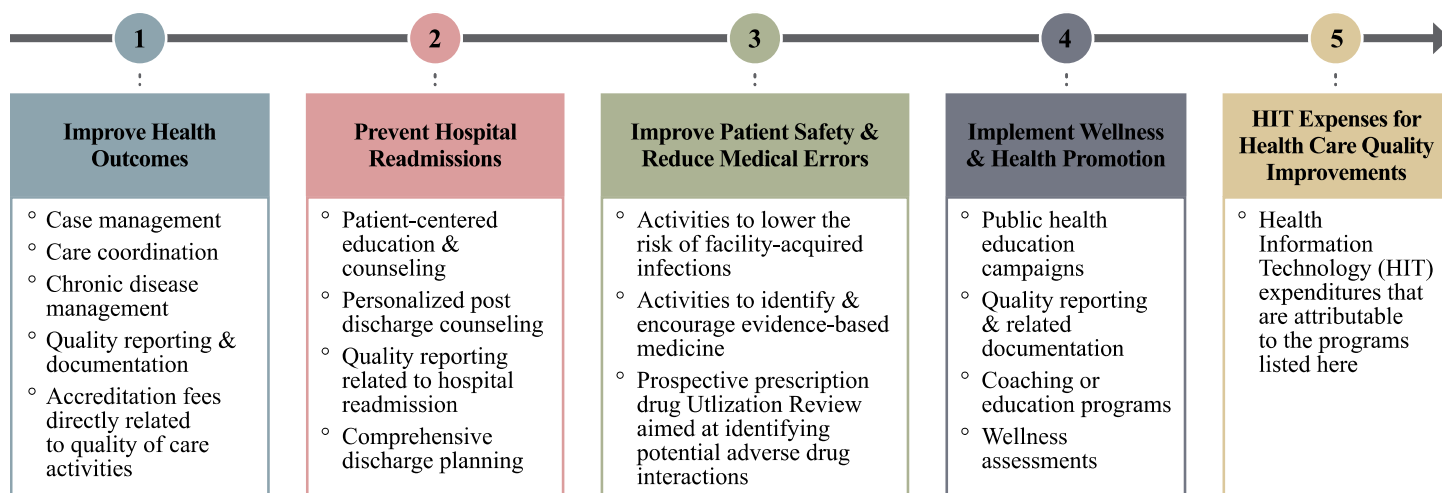 1
2
3
4
5
Improve Health
Outcomes
° Case management
° Care coordination
° Chronic disease
management
° Quality reporting &
documentation
° Accreditation fees
directly related
to quality of care
activities
Prevent Hospital
Readmissions
° Patient-centered
education &
counseling
° Personalized post
discharge counseling
° Quality reporting
related to hospital
readmission
° Comprehensive
discharge planning
Improve Patient Safety &
Reduce Medical Errors
° Activities to lower the
risk of facility-acquired
infections
° Activities to identify &
encourage evidence-based
medicine
° Prospective prescription
drug Utlization Review
aimed at identifying
potential adverse drug
interactions
Implement Wellness
& Health Promotion
° Public health
education
campaigns
° Quality reporting
& related
documentation
° Coaching or
education programs
° Wellness
assessments
HIT Expenses for
Health Care Quality
Improvements
° Health
Information
Technology (HIT)
expenditures that
are attributable
to the programs
listed here